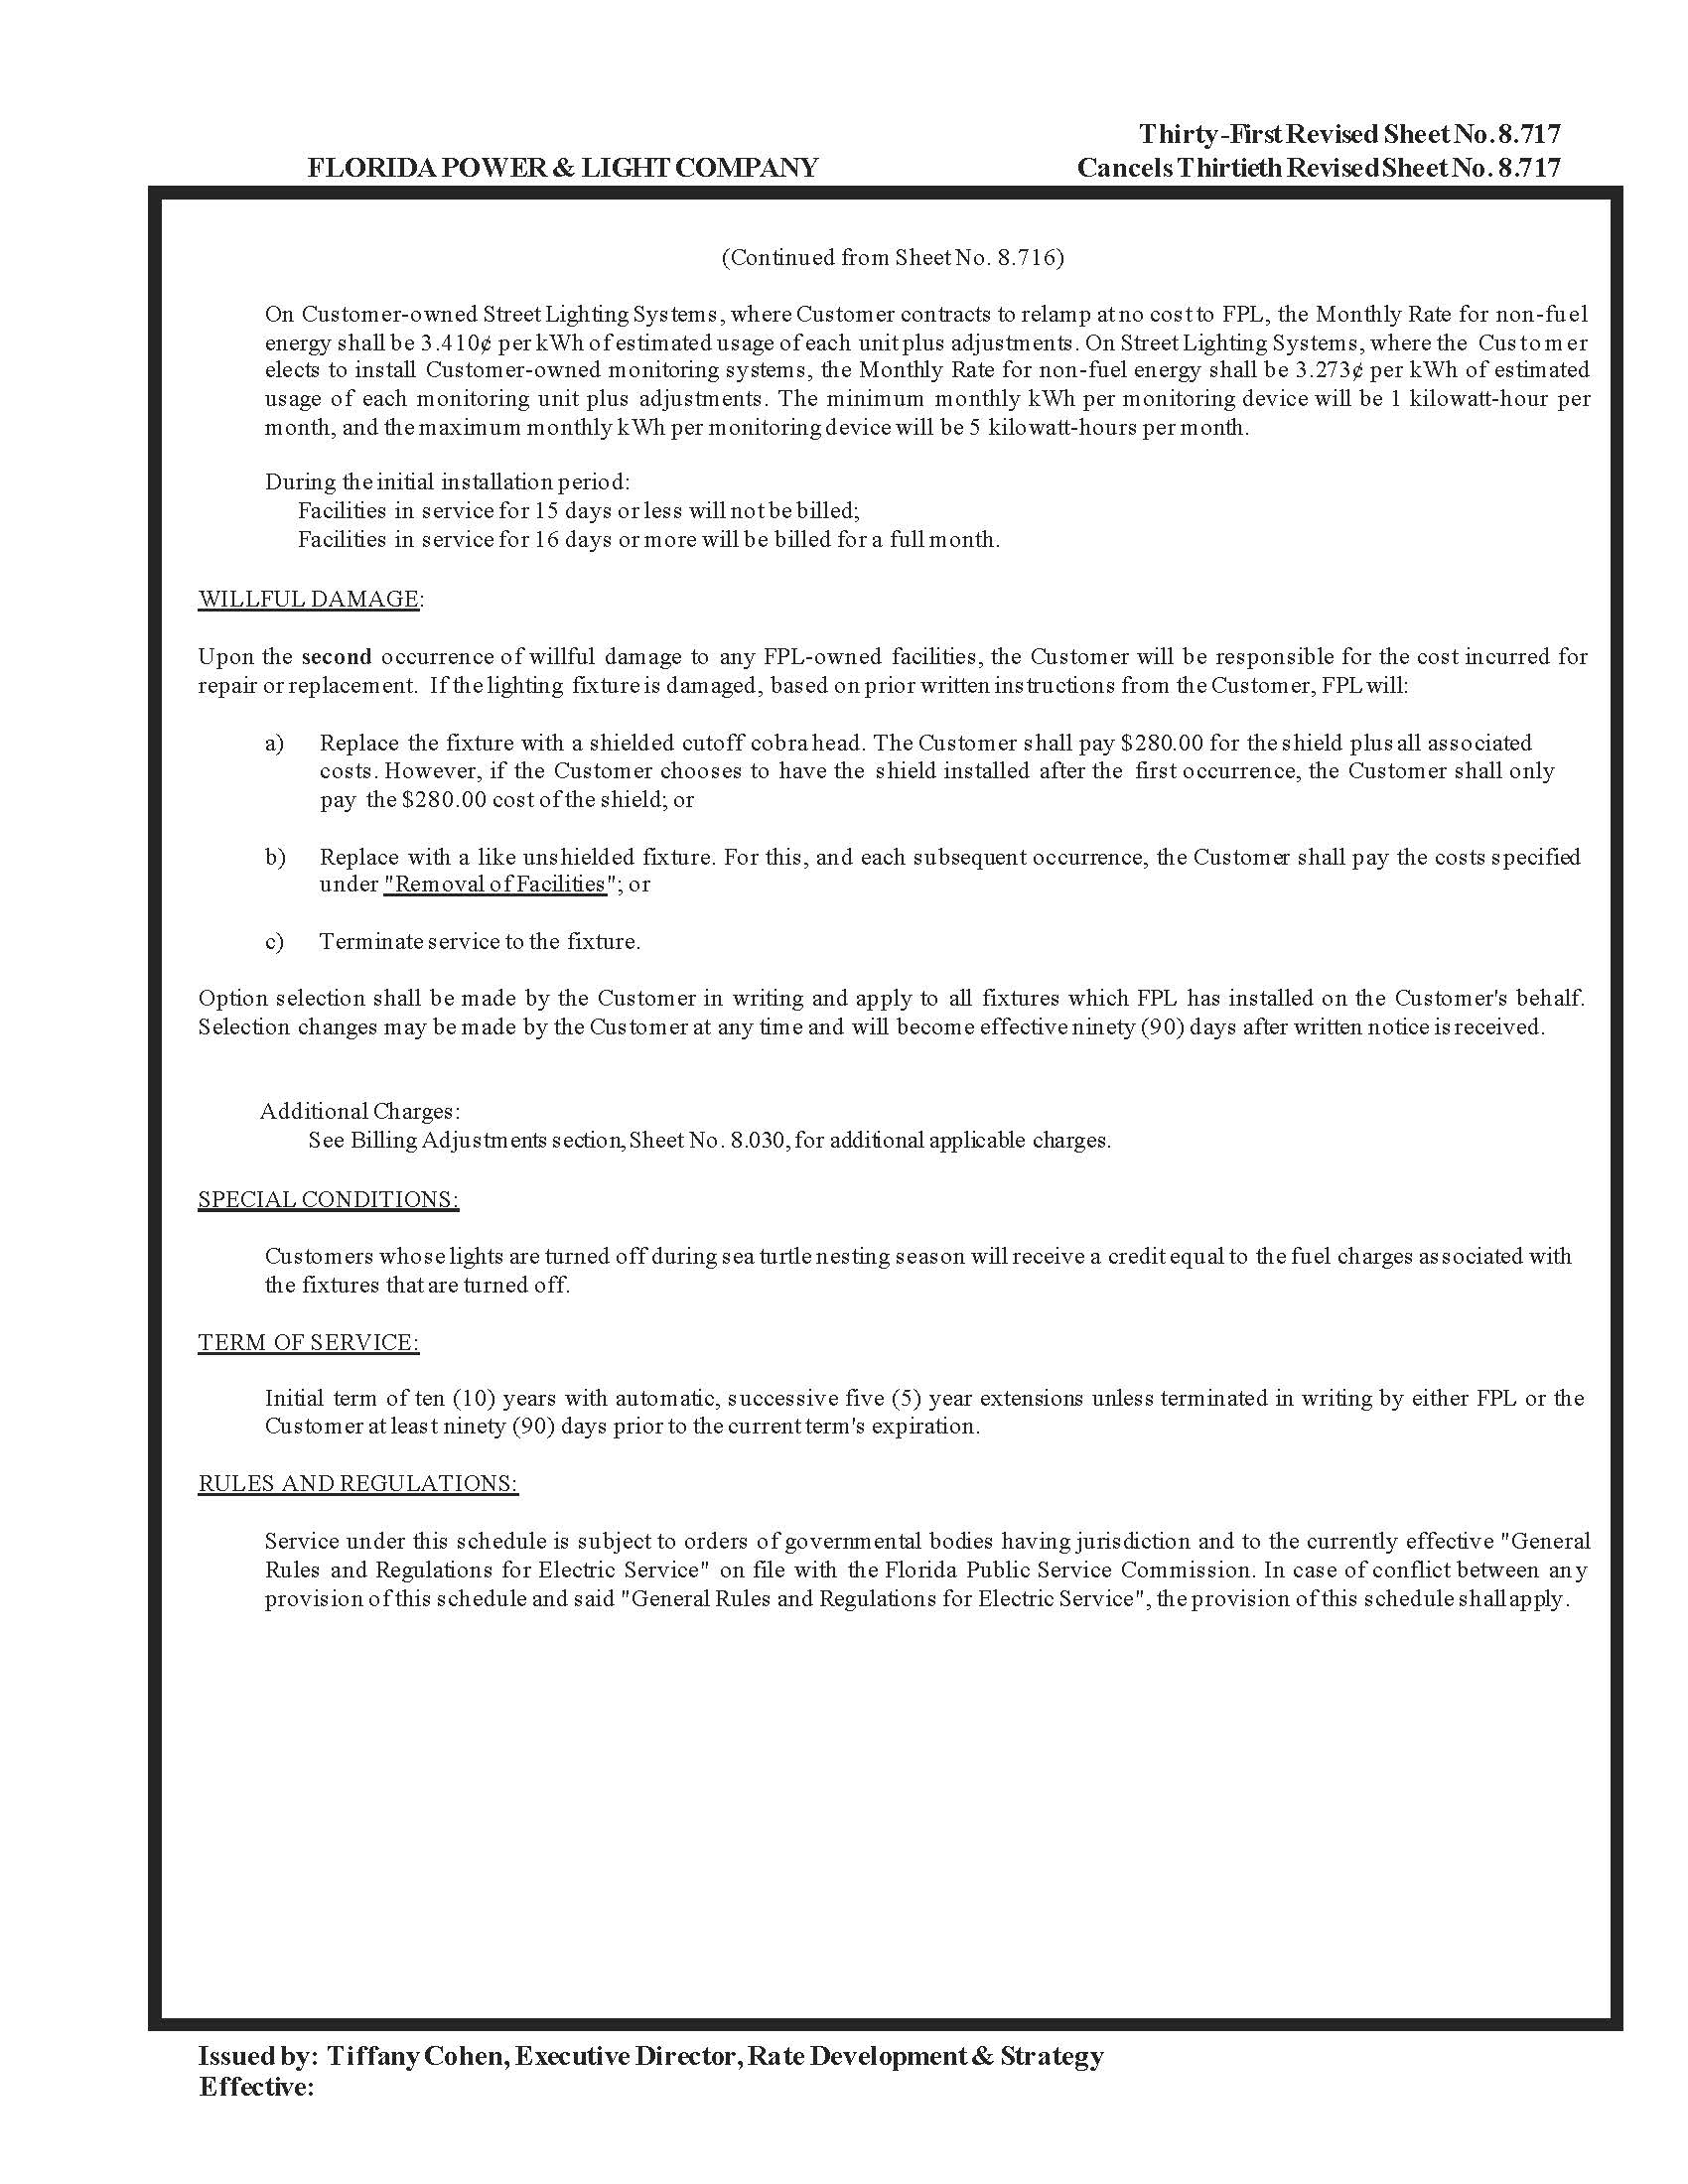 Thirty-First Revised Sheet No. 8.717
FLORIDA POWER & LIGHT COMPANY Cancels Thirtieth Revised Sheet No. 8.717
(Continued from Sheet No. 8.716)
On Customer-owned Street Lighting Systems, where Customer contracts to relamp at no cost to FPL, the Monthly Rate for non-fuel
energy shall be 3.410¢ per kWh of estimated usage of each unit plus adjustments. On Street Lighting Systems, where the Customer
elects to install Customer-owned monitoring systems, the Monthly Rate for non-fuel energy shall be 3.273¢ per kWh of estimated
usage of each monitoring unit plus adjustments. The minimum monthly kWh per monitoring device will be 1 kilowatt-hour per
month, and the maximum monthly kWh per monitoring device will be 5 kilowatt-hours per month.
During the initial installation period:
Facilities in service for 15 days or less will not be billed;
Facilities in service for 16 days or more will be billed for a full month.
WILLFUL DAMAGE:
Upon the second occurrence of willful damage to any FPL-owned facilities, the Customer will be responsible for the cost incurred for
repair or replacement. If the lighting fixture is damaged, based on prior written instructions from the Customer, FPL will:
a) Replace the fixture with a shielded cutoff cobrahead. The Customer shall pay $280.00 for the shield plus all associated
costs. However, if the Customer chooses to have the shield installed after the first occurrence, the Customer shall only
pay the $280.00 cost of the shield; or
b) Replace with a like unshielded fixture. For this, and each subsequent occurrence, the Customer shall pay the costs specified
under "Removal of Facilities"; or
c) Terminate service to the fixture.
Option selection shall be made by the Customer in writing and apply to all fixtures which FPL has installed on the Customer's behalf.
Selection changes may be made by the Customer at any time and will become effective ninety (90) days after written notice is received.
Additional Charges:
See Billing Adjustments section, Sheet No. 8.030, for additional applicable charges.
SPECIAL CONDITIONS:
Customers whose lights are turned off during sea turtle nesting season will receive a credit equal to the fuel charges associated with
the fixtures that are turned off.
TERM OF SERVICE:
Initial term of ten (10) years with automatic, successive five (5) year extensions unless terminated in writing by either FPL or the
Customer at least ninety (90) days prior to the current term's expiration.
RULES AND REGULATIONS:
Service under this schedule is subject to orders of governmental bodies having jurisdiction and to the currently effective "General
Rules and Regulations for Electric Service" on file with the Florida Public Service Commission. In case of conflict between any
provision of this schedule and said "General Rules and Regulations for Electric Service", the provision of this schedule shall apply.
Issued by: Tiffany Cohen, Executive Director, Rate Development & Strategy
Effective: